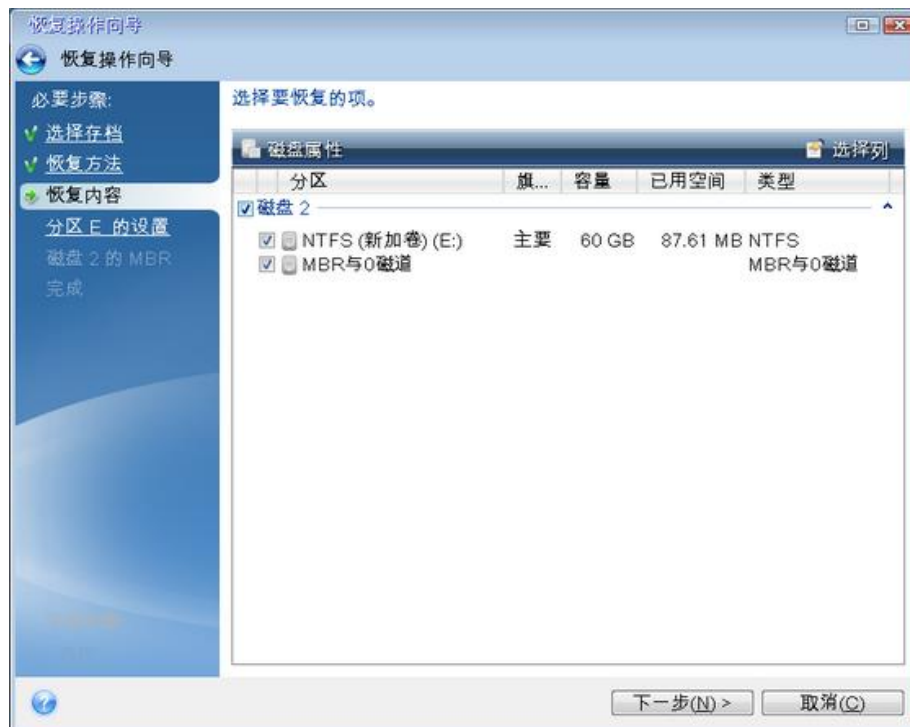 恢复操作向导
恢复操作向导
必要步骤:
选择存档
恢复方法
恢复内容
分区 E 的设置
磁盘 2 的 MBR
完成
选择要恢复的项。
磁盘属性 选择列
分区 旗... 容量 已用空间 类型
磁盘 2
NTFS (新加卷) (E:) 主要 60 GB 87.61 MB NTFS
MBR与0磁道 MBR与0磁道
下一步(N) > 取消(C)